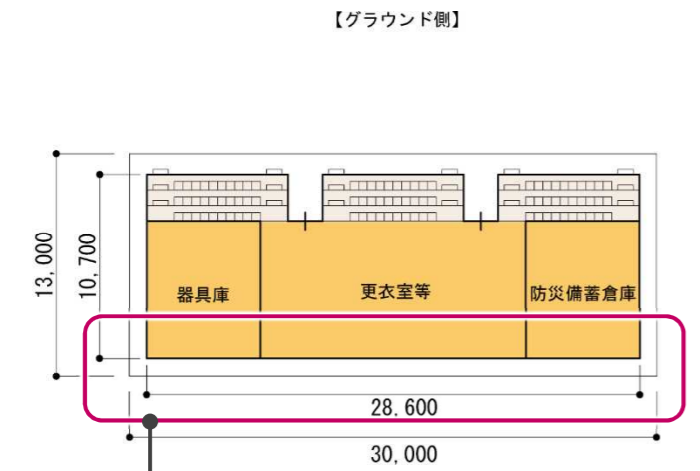 【グラウンド側】
13,000
10,700
器具庫
更衣室等
防災備蓄倉庫
28.600
30,000